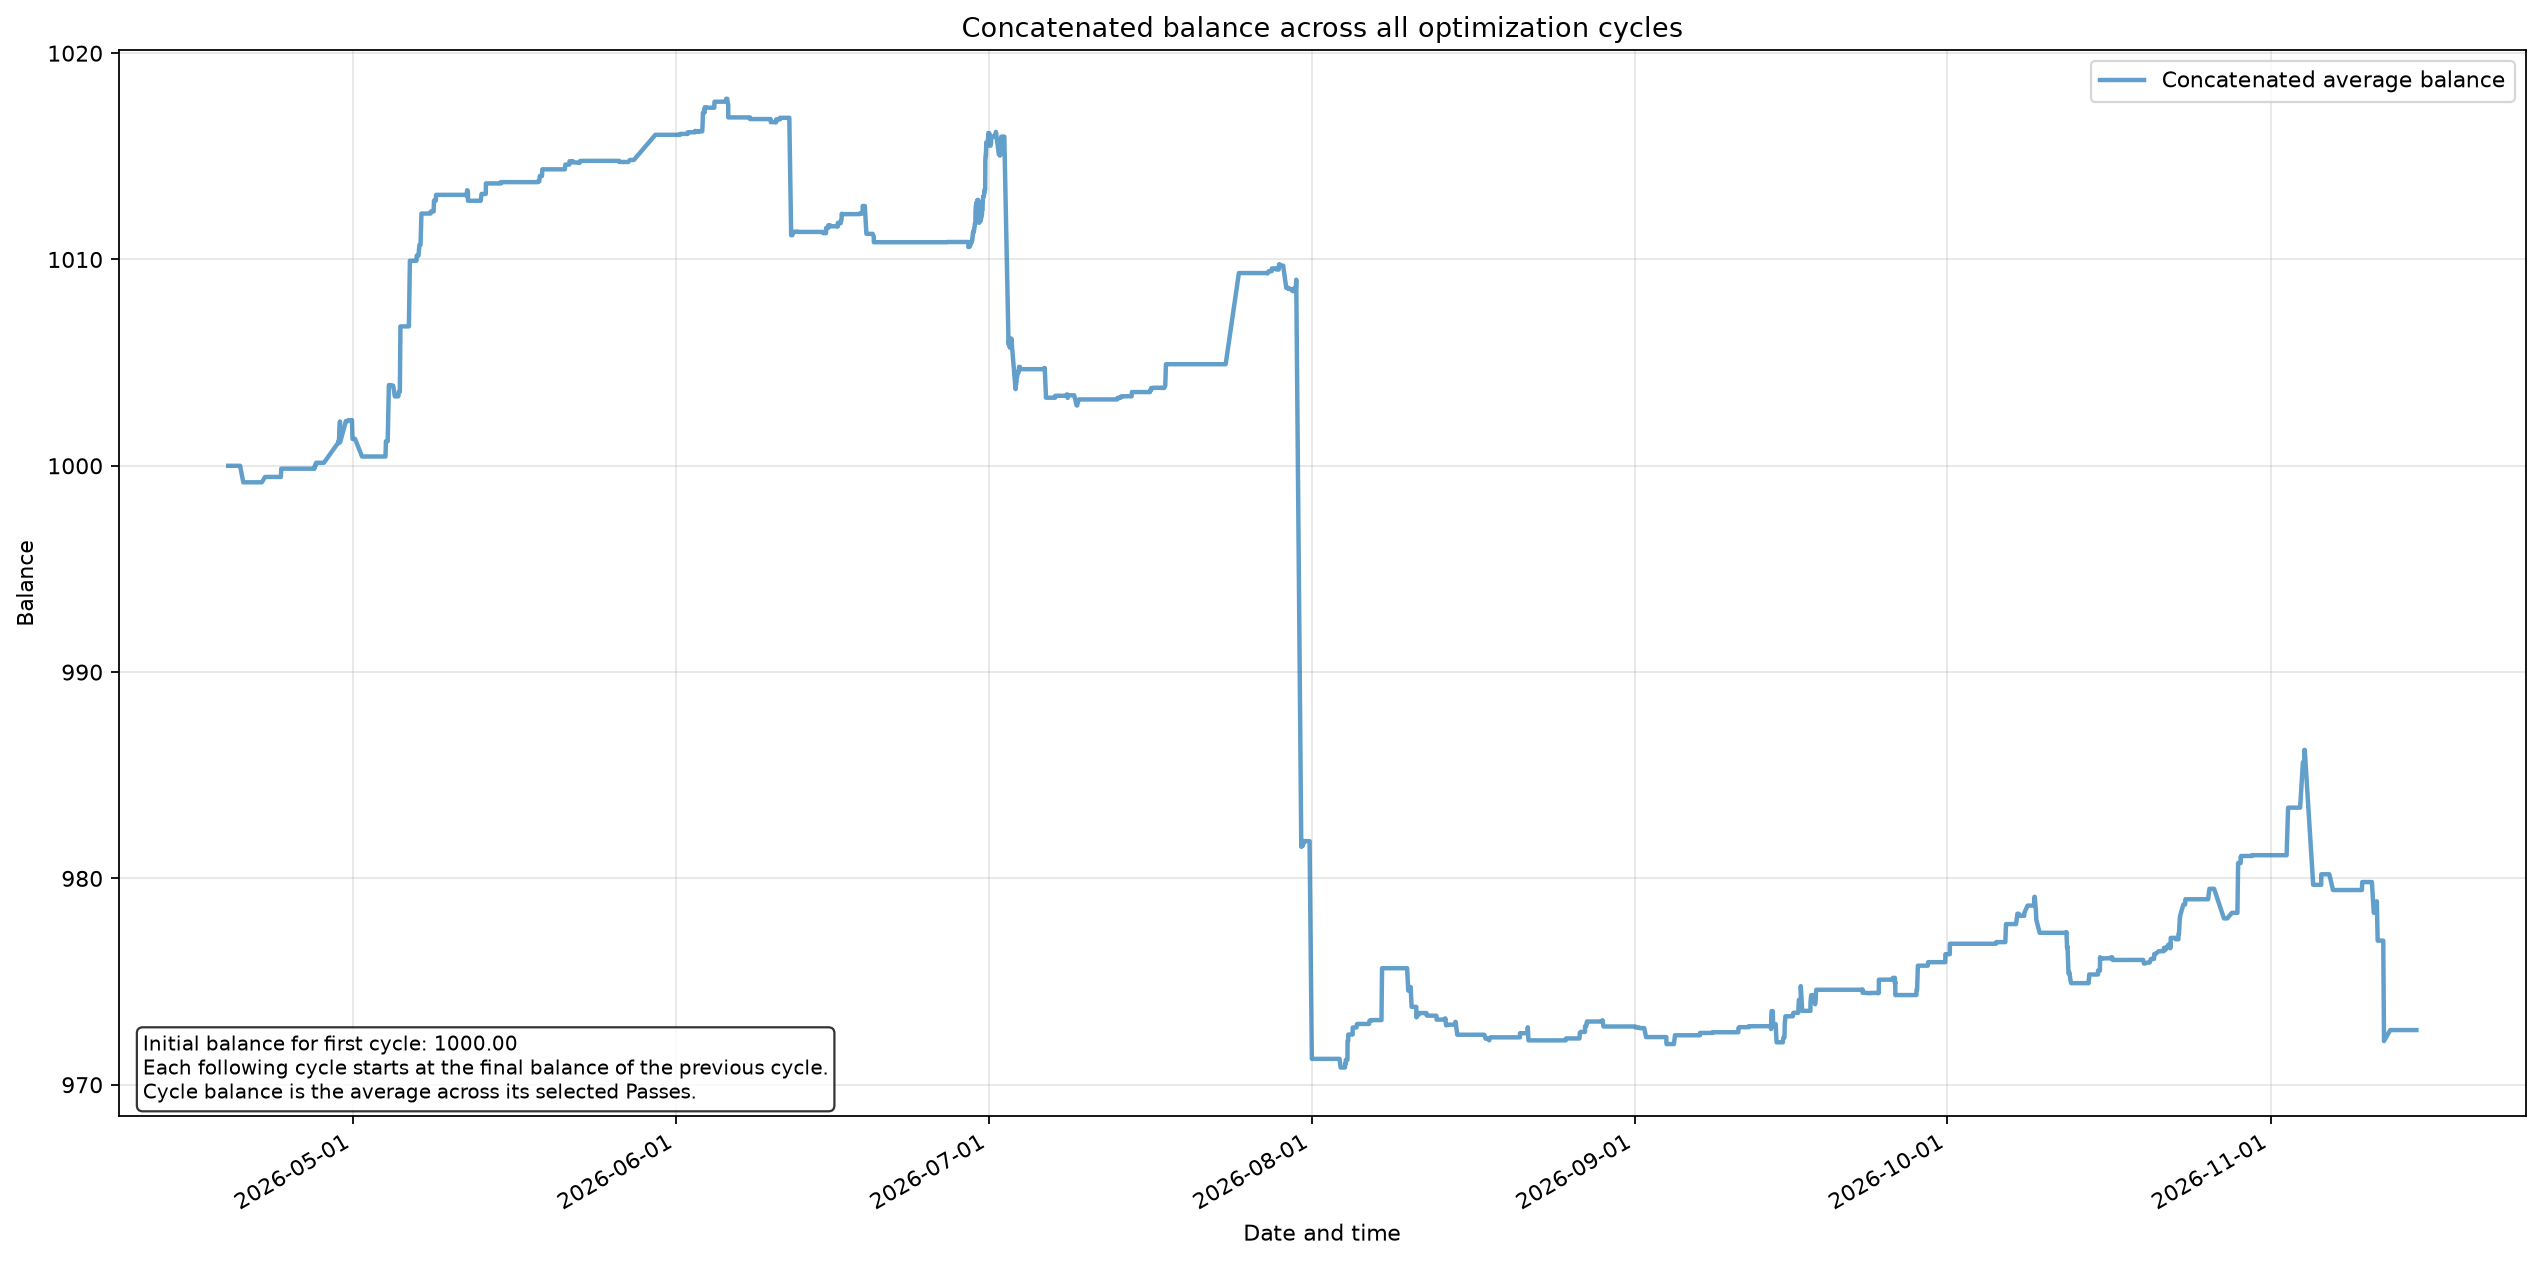 Concatenated balance across all optimization cycles
Concatenated average balance
1020
1010
1000
990
980
970
Balance
Initial balance for first cycle: 1000.00
Each following cycle starts at the final balance of the previous cycle.
Cycle balance is the average across its selected Passes.
2026-05-01
2026-06-01
2026-07-01
2026-08-01
2026-09-01
2026-10-01
2026-11-01
Date and time